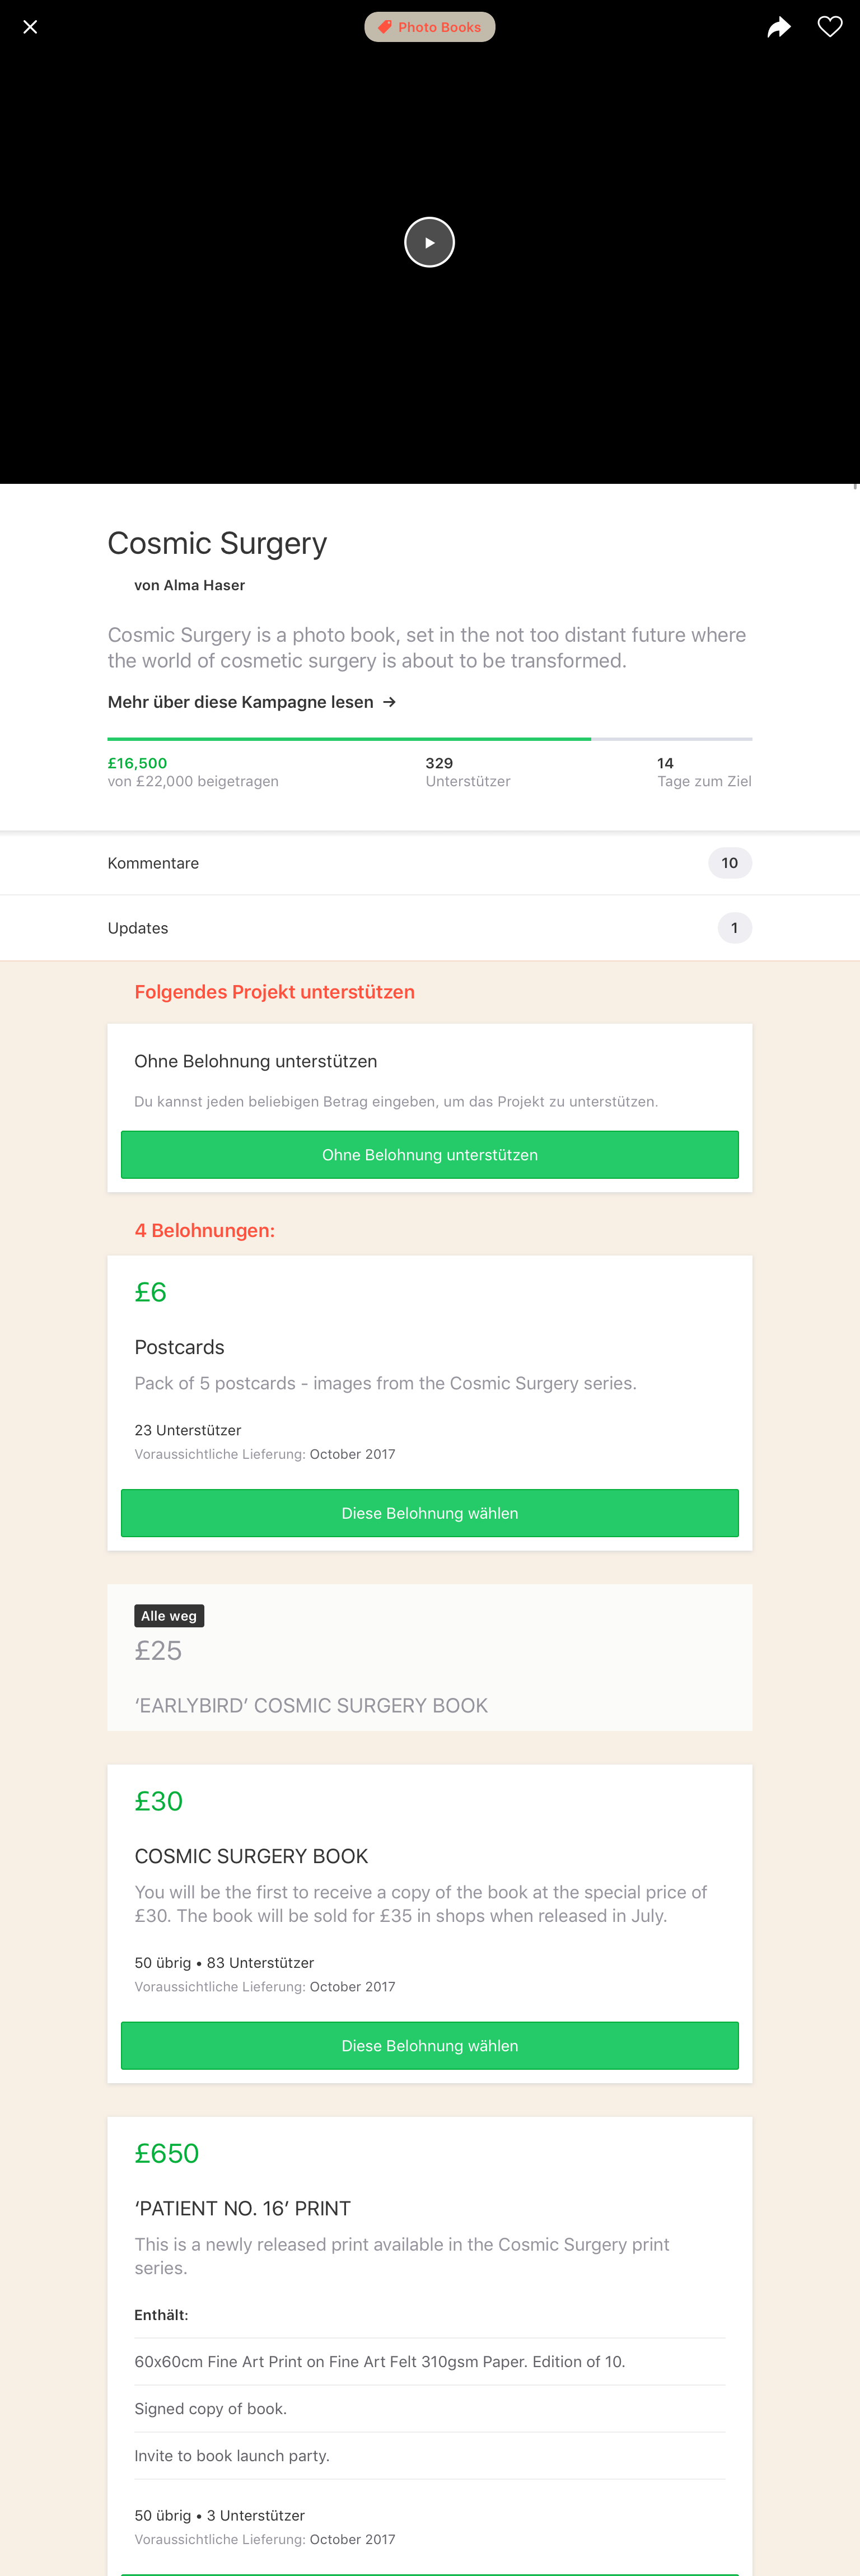 Photo Books
Cosmic Surgery
von Alma Haser
Cosmic Surgery is a photo book, set in the not too distant future where
the world of cosmetic surgery is about to be transformed.
Mehr über diese Kampagne lesen →
£16,500
von £22,000 beigetragen
329
Unterstützer
14
Tage zum Ziel
Kommentare
10
Updates
1
Folgendes Projekt unterstützen
Ohne Belohnung unterstützen
Du kannst jeden beliebigen Betrag eingeben, um das Projekt zu unterstützen.
Ohne Belohnung unterstützen
4 Belohnungen:
£6
Postcards
Pack of 5 postcards - images from the Cosmic Surgery series.
23 Unterstützer
Voraussichtliche Lieferung: October 2017
Diese Belohnung wählen
Alle weg
£25
‘EARLYBIRD’ COSMIC SURGERY BOOK
£30
COSMIC SURGERY BOOK
You will be the first to receive a copy of the book at the special price of
£30. The book will be sold for £35 in shops when released in July.
50 übrig • 83 Unterstützer
Voraussichtliche Lieferung: October 2017
Diese Belohnung wählen
£650
‘PATIENT NO. 16’ PRINT
This is a newly released print available in the Cosmic Surgery print
series.
Enthält:
60x60cm Fine Art Print on Fine Art Felt 310gsm Paper. Edition of 10.
Signed copy of book.
Invite to book launch party.
50 übrig • 3 Unterstützer
Voraussichtliche Lieferung: October 2017